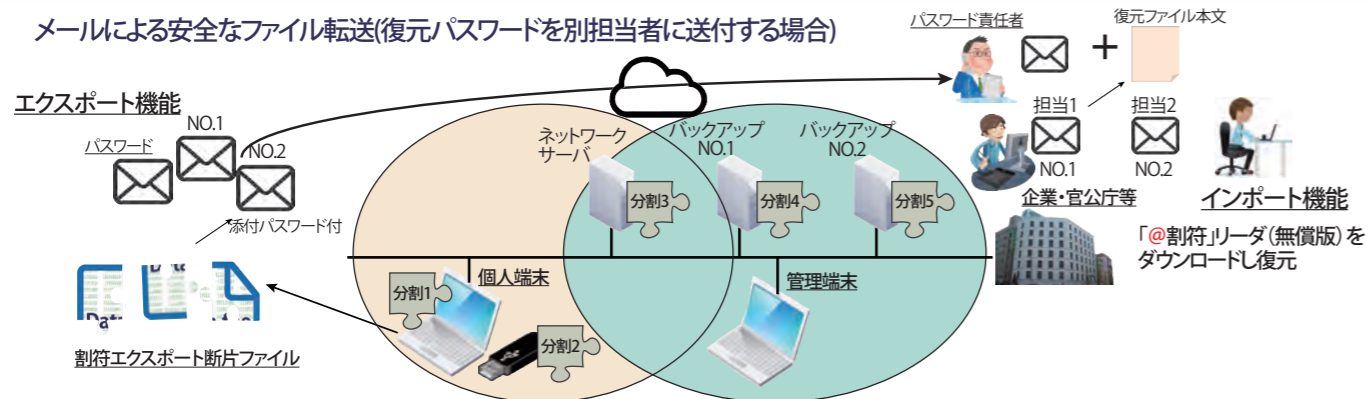 メールによる安全なファイル転送(復元パスワードを別担当者に送付する場合)
エクスポート機能
パスワード
NO.1
NO.2
添付パスワード付
割符エクスポート断片ファイル
ネットワーク
サーバ
バックアップ
NO.1
バックアップ
NO.2
分割3
分割4
分割5
個人端末
分割1
分割2
管理端末
パスワード責任者
+
復元ファイル本文
担当1
NO.1
担当2
NO.2
企業・官公庁等
インポート機能
「@割符」リーダ(無償版)を
ダウンロードし復元